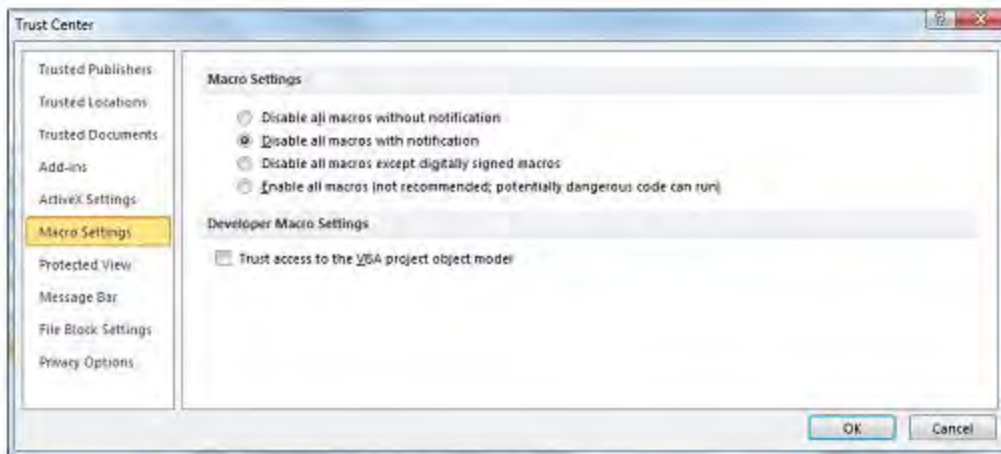 Trust Center
Trusted Publishers
Trusted Locations
Trusted Documents
Add-ins
ActiveX Settings
Macro Settings
Protected View
Message Bar
File Block Settings
Privacy Options
Macro Settings
Disable all macros without notification
Disable all macros with notification
Disable all macros except digitally signed macros
Enable all macros (not recommended; potentially dangerous code can run)
Developer Macro Settings
Trust access to the VBA project object model
OK
Cancel